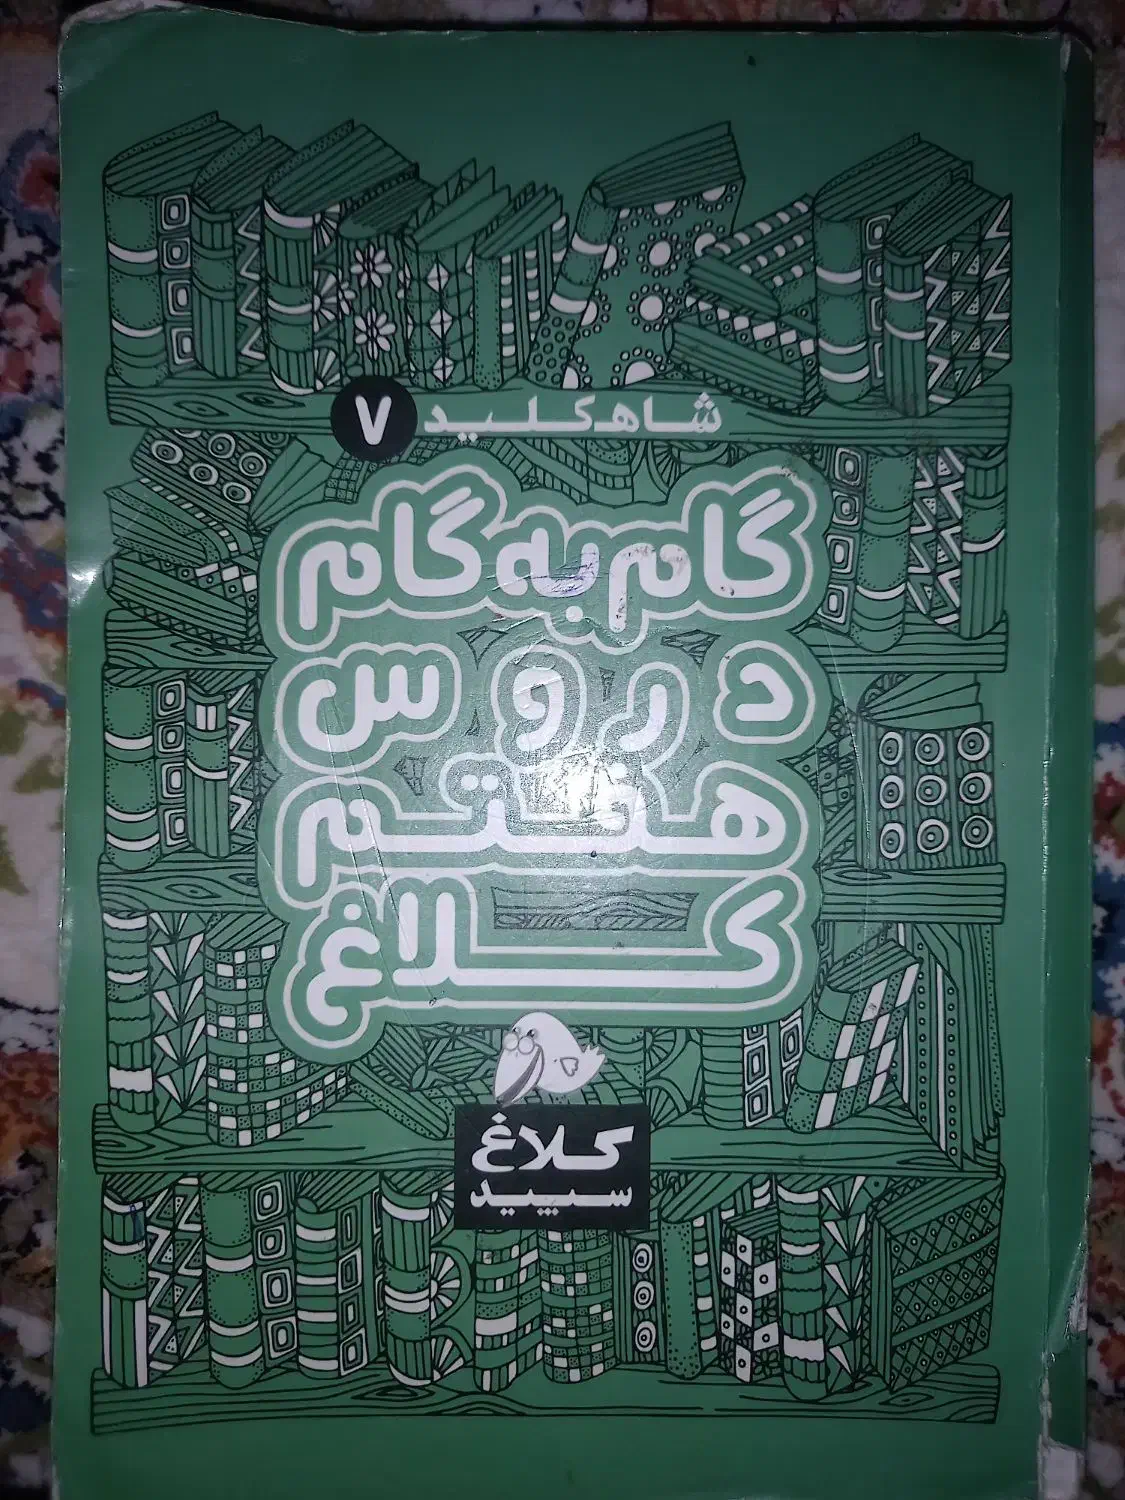 شاه‌کلید ۷
گام به گام
دروس
هفتم
کلاغ
کلاغ
سپید